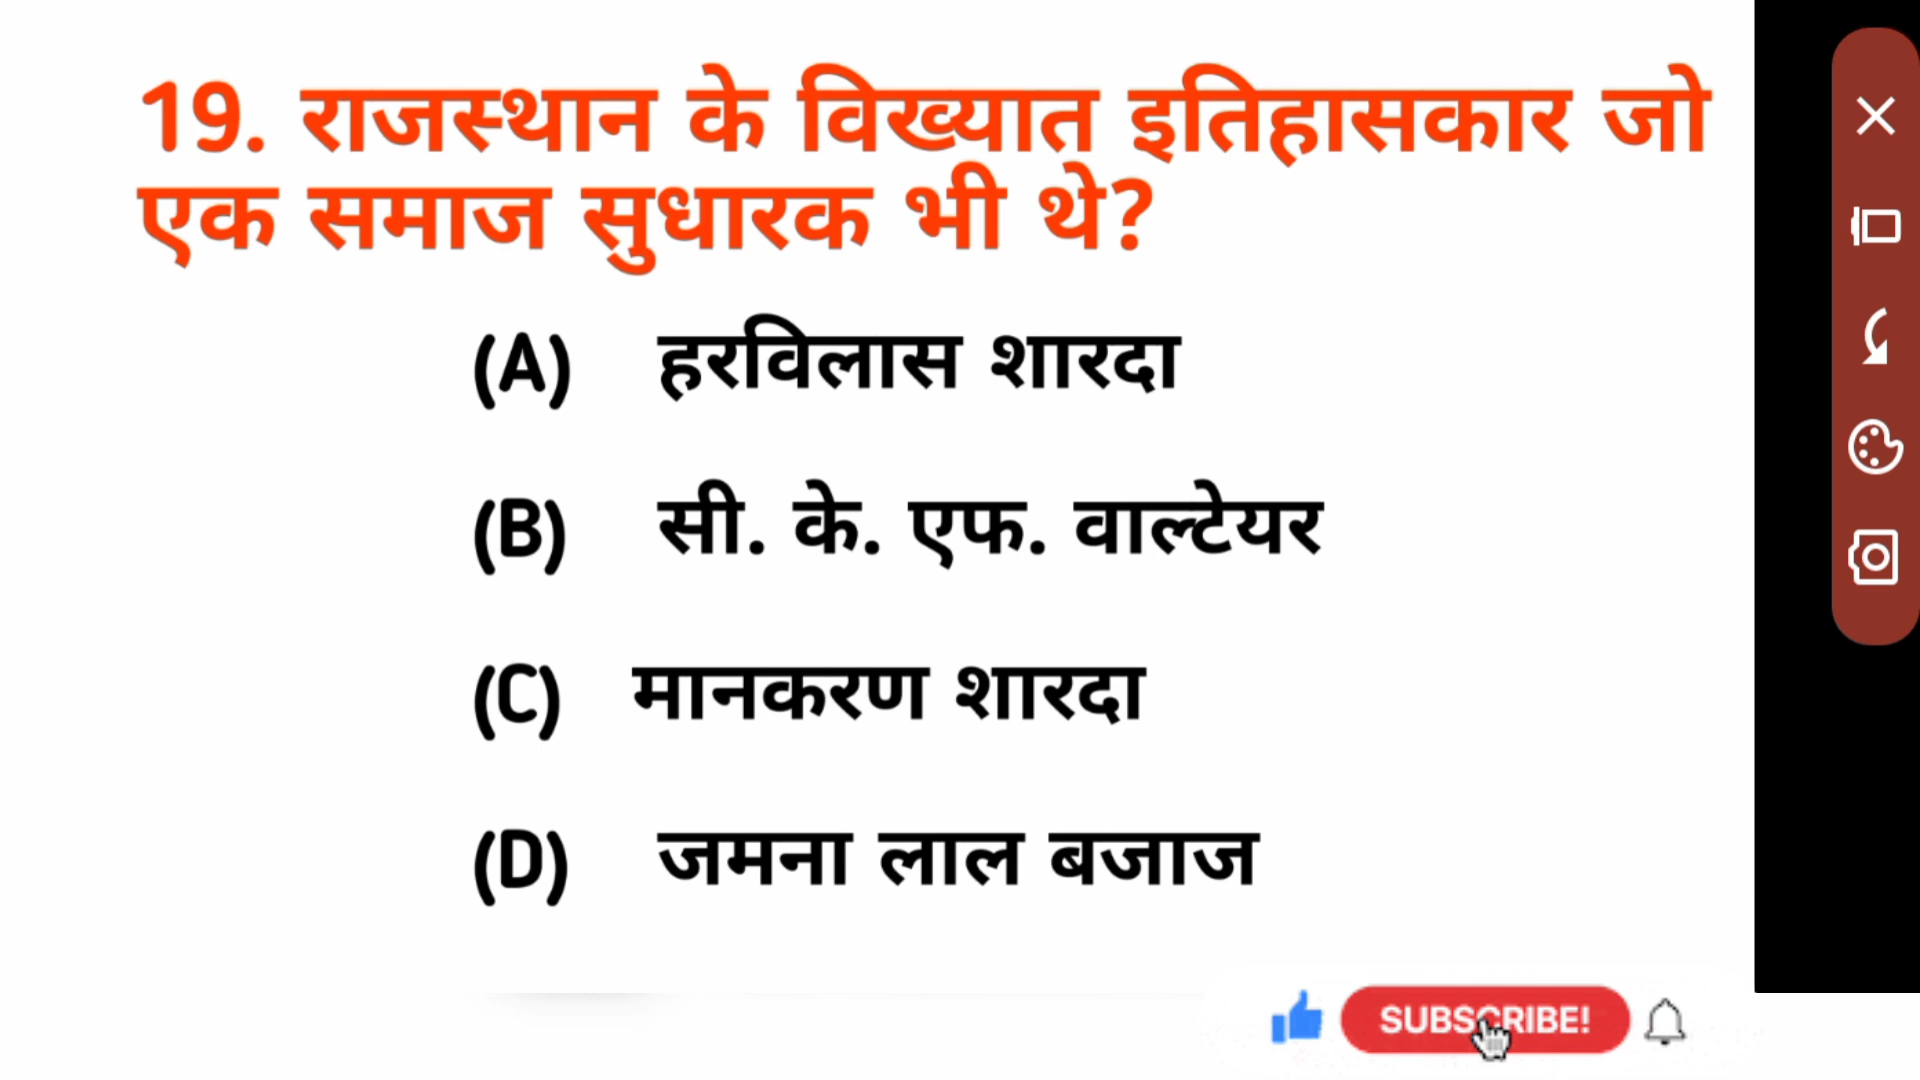 19. राजस्थान के विख्यात इतिहासकार जो
एक समाज सुधारक भी थे?
(A) हरविलास शारदा
(B) सी. के. एफ. वाल्टेयर
(C) मानकरण शारदा
(D) जमना लाल बजाज
SUBSCRIBE!